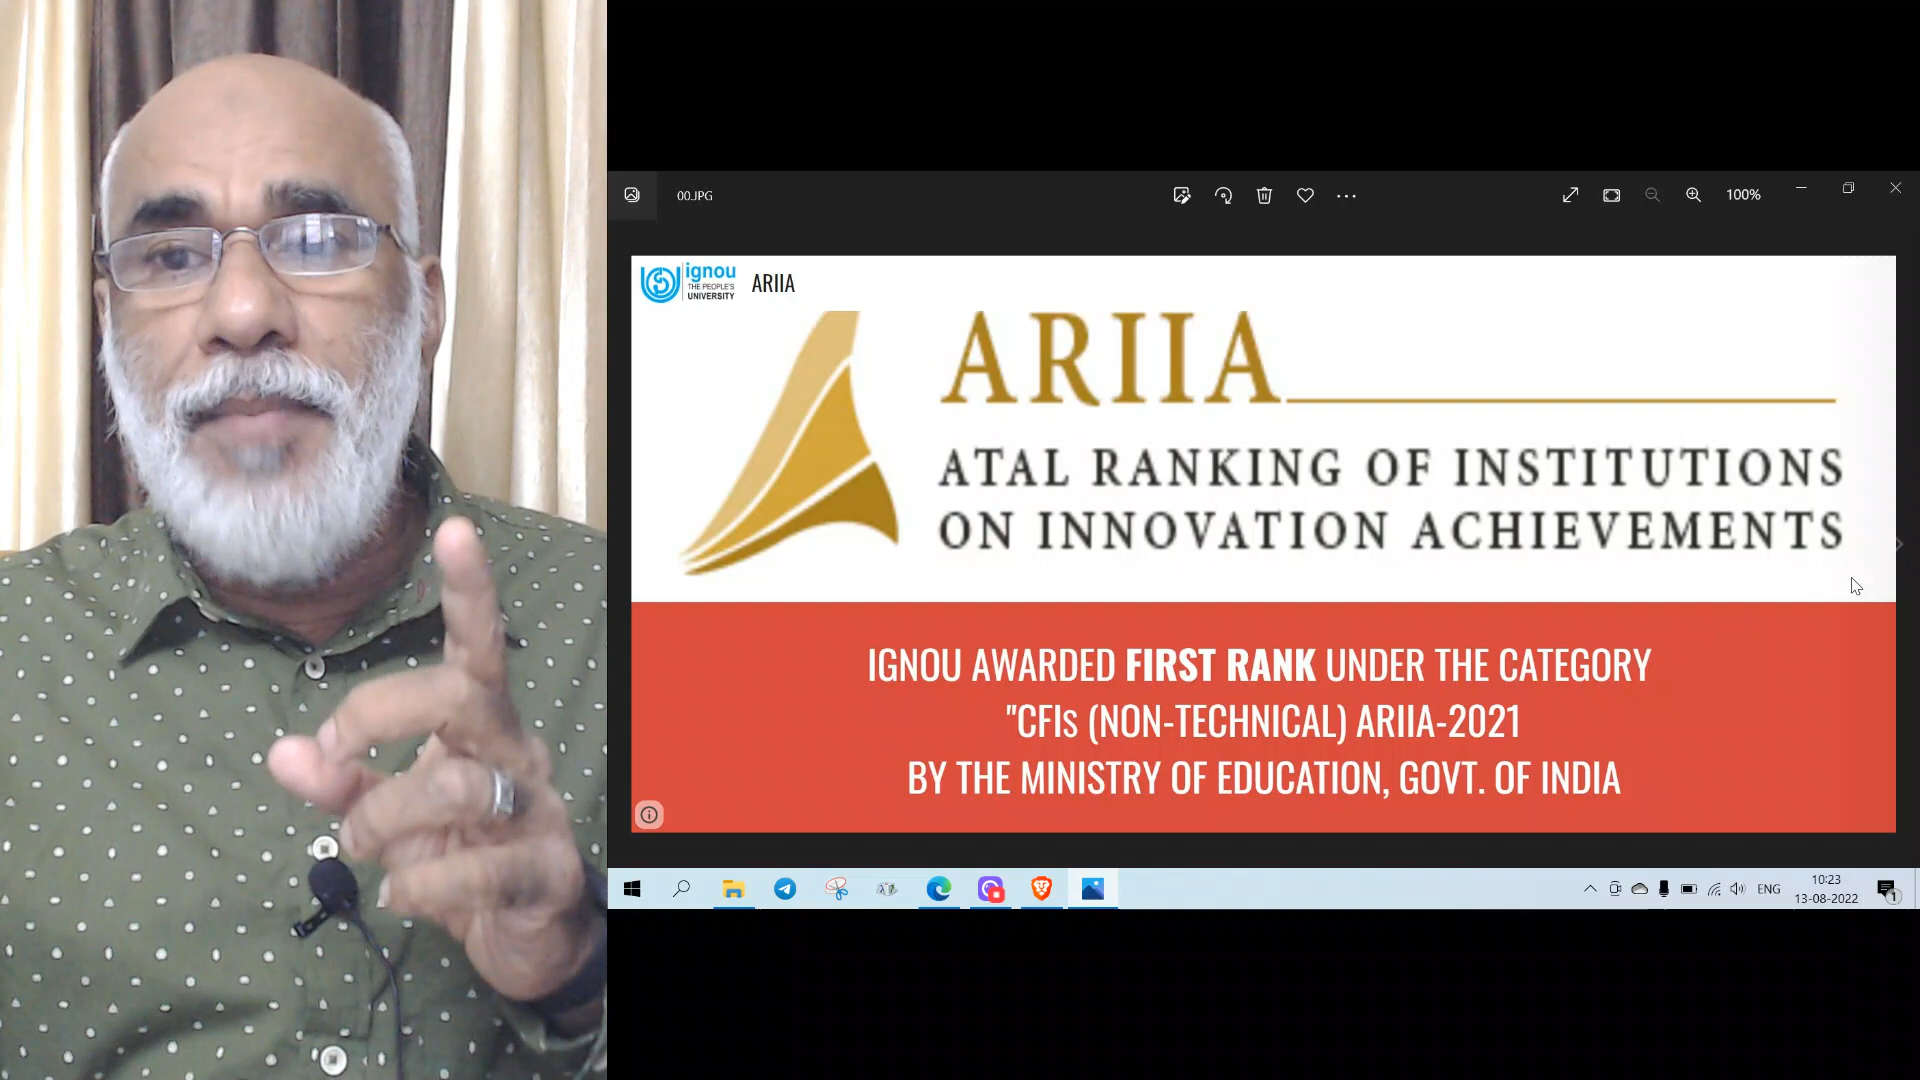 00.JPG
100%
ignou
THE PEOPLE'S
UNIVERSITY
ARIIA
ARIIA
ATAL RANKING OF INSTITUTIONS
ON INNOVATION ACHIEVEMENTS
IGNOU AWARDED FIRST RANK UNDER THE CATEGORY
"CFIs (NON-TECHNICAL) ARIIA-2021
BY THE MINISTRY OF EDUCATION, GOVT. OF INDIA
ENG
10:23
13-08-2022
1